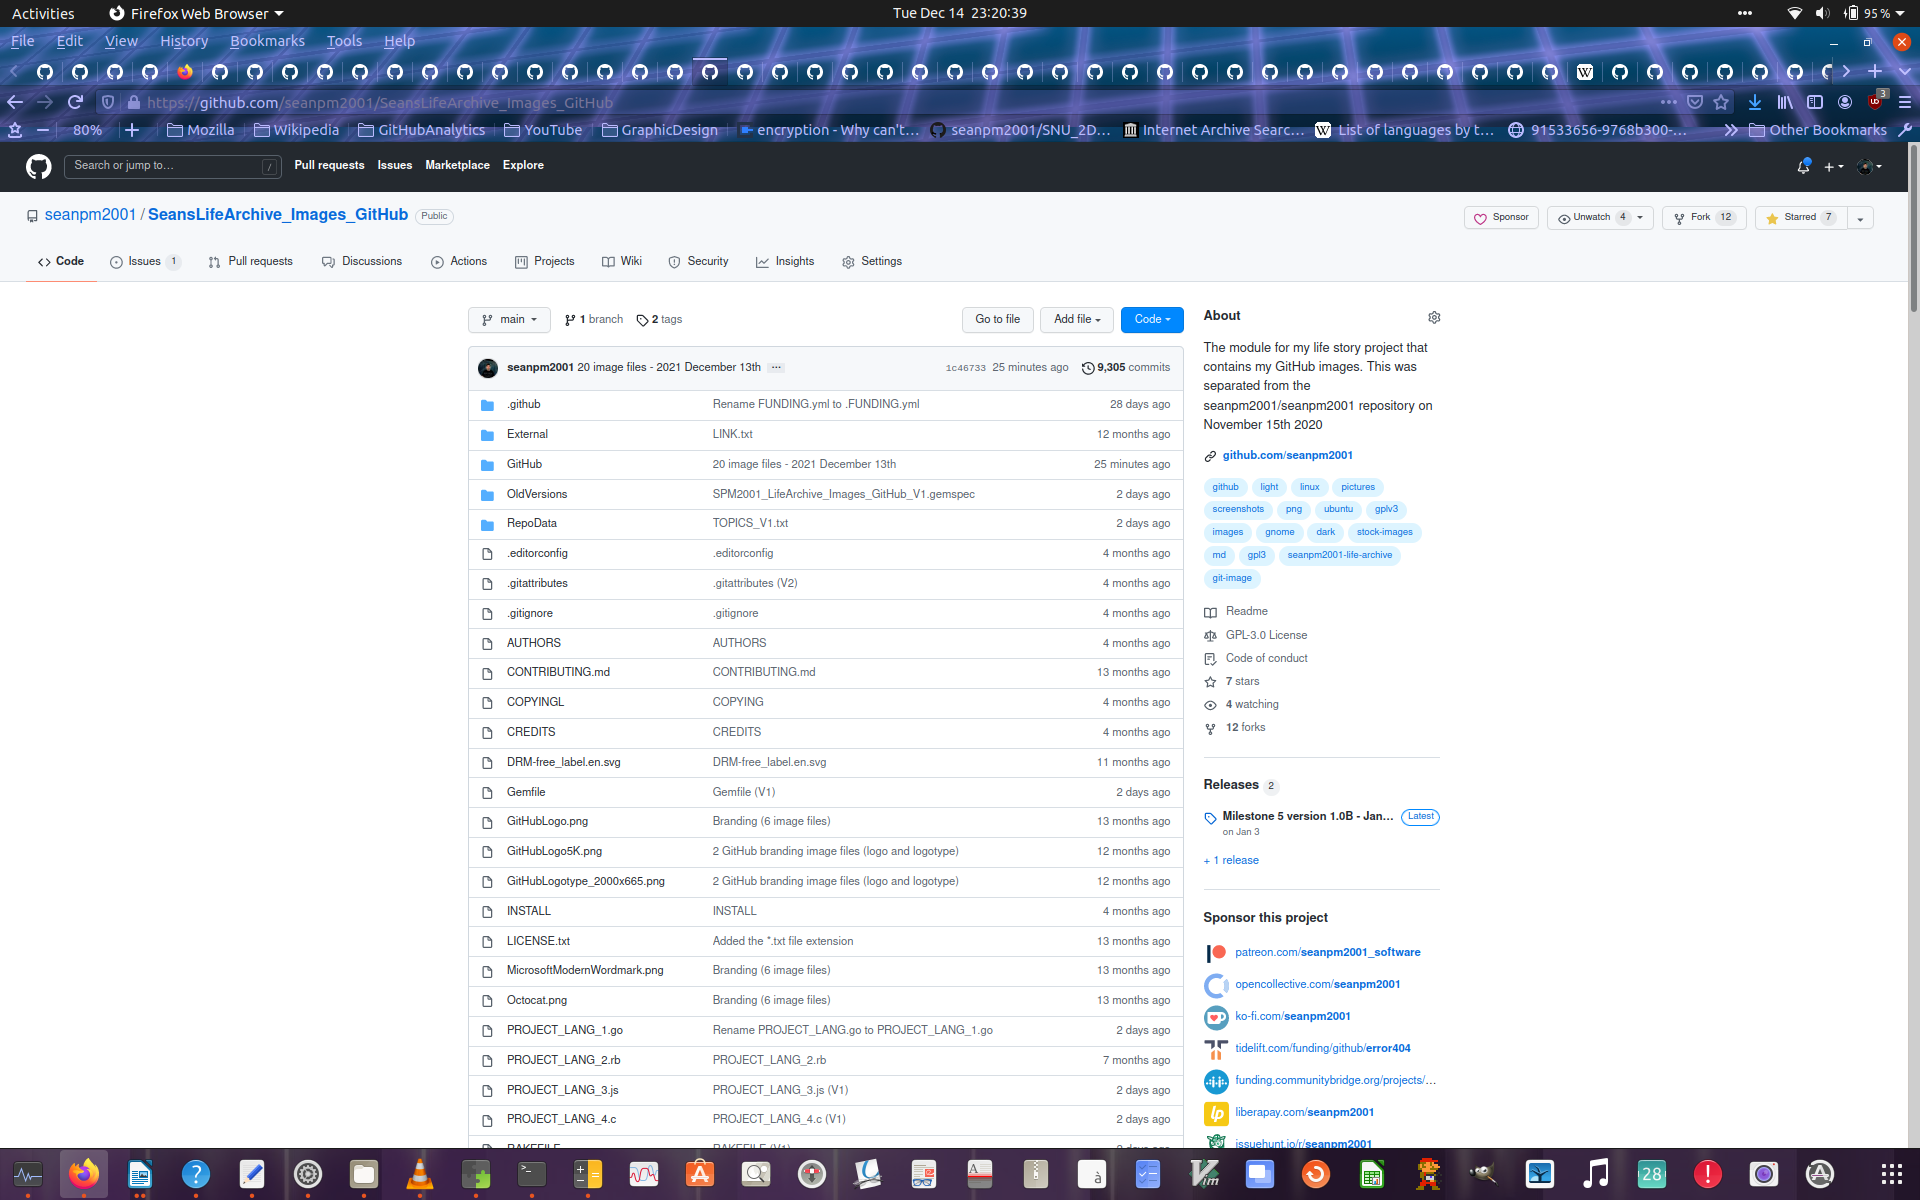 Activities Firefox Web Browser Tue Dec 14 23:20:39 95%
File Edit View History Bookmarks Tools Help
https://github.com/seanpm2001/SeansLifeArchive_Images_GitHub 3
80% Mozilla Wikipedia GitHubAnalytics YouTube GraphicDesign encryption - Why can't… seanpm2001/SNU_2D… Internet Archive Searc… List of languages by t… 91533656-9768b300-… Other Bookmarks
Search or jump to… / Pull requests Issues Marketplace Explore
seanpm2001 / SeansLifeArchive_Images_GitHub Public Sponsor Unwatch 4 Fork 12 Starred 7
Code Issues 1 Pull requests Discussions Actions Projects Wiki Security Insights Settings
main 1 branch 2 tags Go to file Add file Code
seanpm2001 20 image files - 2021 December 13th 1c46733 25 minutes ago 9,305 commits
.github Rename FUNDING.yml to .FUNDING.yml 28 days ago
External LINK.txt 12 months ago
GitHub 20 image files - 2021 December 13th 25 minutes ago
OldVersions SPM2001_LifeArchive_Images_GitHub_V1.gemspec 2 days ago
RepoData TOPICS_V1.txt 2 days ago
.editorconfig .editorconfig 4 months ago
.gitattributes .gitattributes (V2) 4 months ago
.gitignore .gitignore 4 months ago
AUTHORS AUTHORS 4 months ago
CONTRIBUTING.md CONTRIBUTING.md 13 months ago
COPYINGL COPYING 4 months ago
CREDITS CREDITS 4 months ago
DRM-free_label.en.svg DRM-free_label.en.svg 11 months ago
Gemfile Gemfile (V1) 2 days ago
GitHubLogo.png Branding (6 image files) 13 months ago
GitHubLogo5K.png 2 GitHub branding image files (logo and logotype) 12 months ago
GitHubLogotype_2000x665.png 2 GitHub branding image files (logo and logotype) 12 months ago
INSTALL INSTALL 4 months ago
LICENSE.txt Added the *.txt file extension 13 months ago
MicrosoftModernWordmark.png Branding (6 image files) 13 months ago
Octocat.png Branding (6 image files) 13 months ago
PROJECT_LANG_1.go Rename PROJECT_LANG.go to PROJECT_LANG_1.go 2 days ago
PROJECT_LANG_2.rb PROJECT_LANG_2.rb 7 months ago
PROJECT_LANG_3.js PROJECT_LANG_3.js (V1) 2 days ago
PROJECT_LANG_4.c PROJECT_LANG_4.c (V1) 2 days ago
RAKEFILE RAKEFILE (V1) 2 days ago
About
The module for my life story project that
contains my GitHub images. This was
separated from the
seanpm2001/seanpm2001 repository on
November 15th 2020
github.com/seanpm2001
github light linux pictures
screenshots png ubuntu gplv3
images gnome dark stock-images
md gpl3 seanpm2001-life-archive
git-image
Readme
GPL-3.0 License
Code of conduct
7 stars
4 watching
12 forks
Releases 2
Milestone 5 version 1.0B - Jan… Latest
on Jan 3
+ 1 release
Sponsor this project
patreon.com/seanpm2001_software
opencollective.com/seanpm2001
ko-fi.com/seanpm2001
tidelift.com/funding/github/error404
funding.communitybridge.org/projects/…
liberapay.com/seanpm2001
issuehunt.io/r/seanpm2001
28